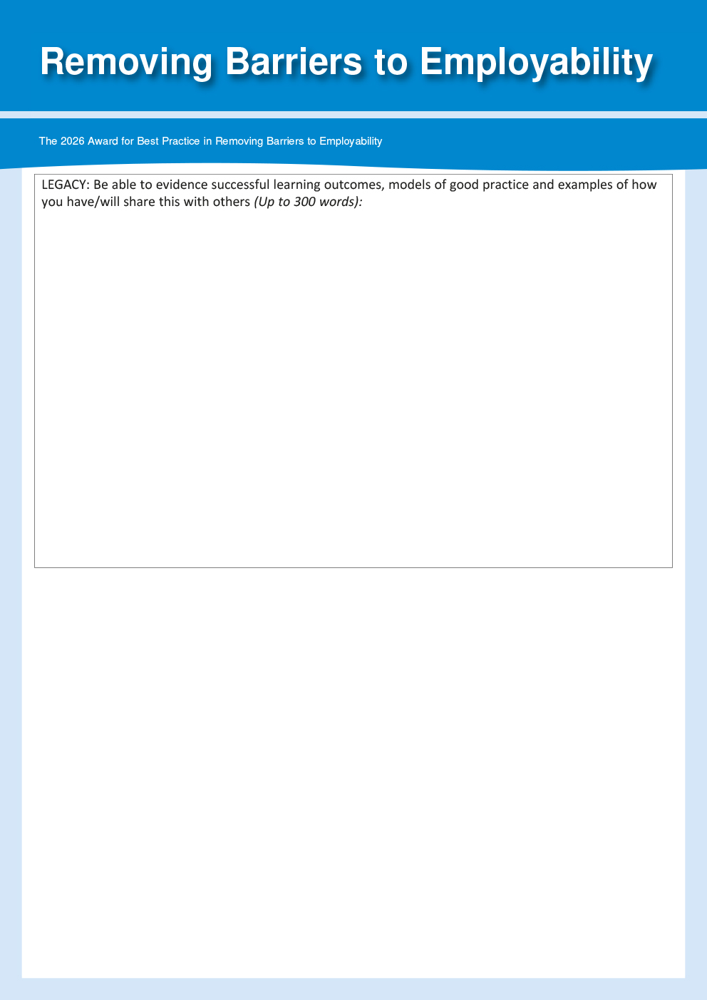 Removing Barriers to Employability
The 2026 Award for Best Practice in Removing Barriers to Employability
LEGACY: Be able to evidence successful learning outcomes, models of good practice and examples of how
you have/will share this with others (Up to 300 words):